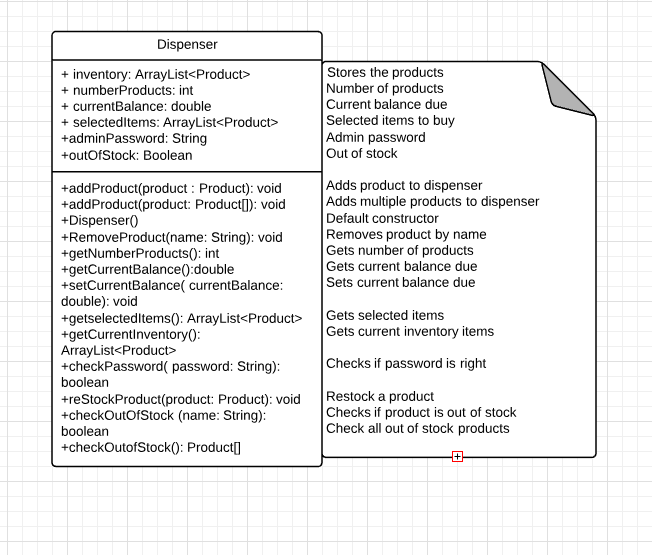 Dispenser
+ inventory: ArrayList<Product>
+ numberProducts: int
+ currentBalance: double
+ selectedItems: ArrayList<Product>
+adminPassword: String
+outOfStock: Boolean
+addProduct(product : Product): void
+addProduct(product: Product[]): void
+Dispenser()
+RemoveProduct(name: String): void
+getNumberProducts(): int
+getCurrentBalance():double
+setCurrentBalance( currentBalance:
double): void
+getselectedItems(): ArrayList<Product>
+getCurrentInventory():
ArrayList<Product>
+checkPassword( password: String):
boolean
+reStockProduct(product: Product): void
+checkOutOfStock (name: String):
boolean
+checkOutofStock(): Product[]
Stores the products
Number of products
Current balance due
Selected items to buy
Admin password
Out of stock
Adds product to dispenser
Adds multiple products to dispenser
Default constructor
Removes product by name
Gets number of products
Gets current balance due
Sets current balance due
Gets selected items
Gets current inventory items
Checks if password is right
Restock a product
Checks if product is out of stock
Check all out of stock products